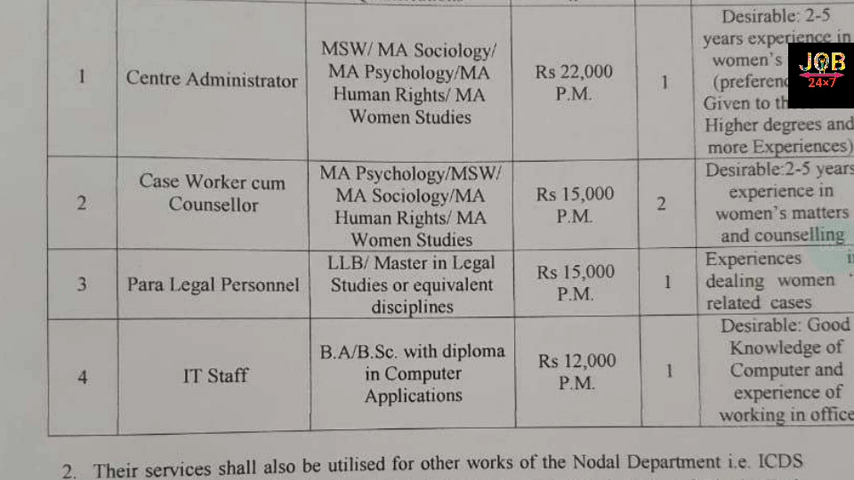 1
Centre Administrator
MSW/ MA Sociology/
MA Psychology/MA
Human Rights/ MA
Women Studies
Rs 22,000
P.M.
1
Desirable: 2-5
years experience in
women's
(preferenc
Given to
Higher degrees and
more Experiences)
2
Case Worker cum
Counsellor
MA Psychology/MSW/
MA Sociology/MA
Human Rights/ MA
Women Studies
Rs 15,000
P.M.
2
Desirable:2-5 years
experience in
women's matters
and counselling
3
Para Legal Personnel
LLB/ Master in Legal
Studies or equivalent
disciplines
Rs 15,000
P.M.
1
Experiences
dealing women
related cases
4
IT Staff
B.A/B.Sc. with diploma
in Computer
Applications
Rs 12,000
P.M.
1
Desirable: Good
Knowledge of
Computer and
experience of
working in office
2. Their services shall also be utilised for other works of the Nodal Department i.e. ICDS
JOB
24×7